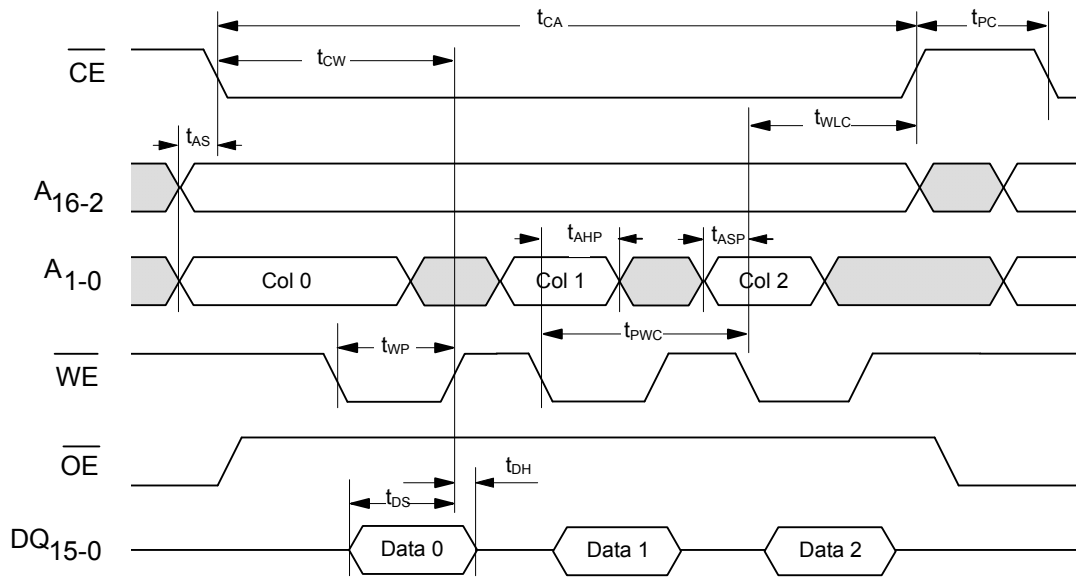 tCA
tPC
CE
tCW
tWLC
tAS
A16-2
tAHP
tASP
A1-0
Col 0
Col 1
Col 2
tPWC
tWP
WE
OE
tDH
tDS
DQ15-0
Data 0
Data 1
Data 2